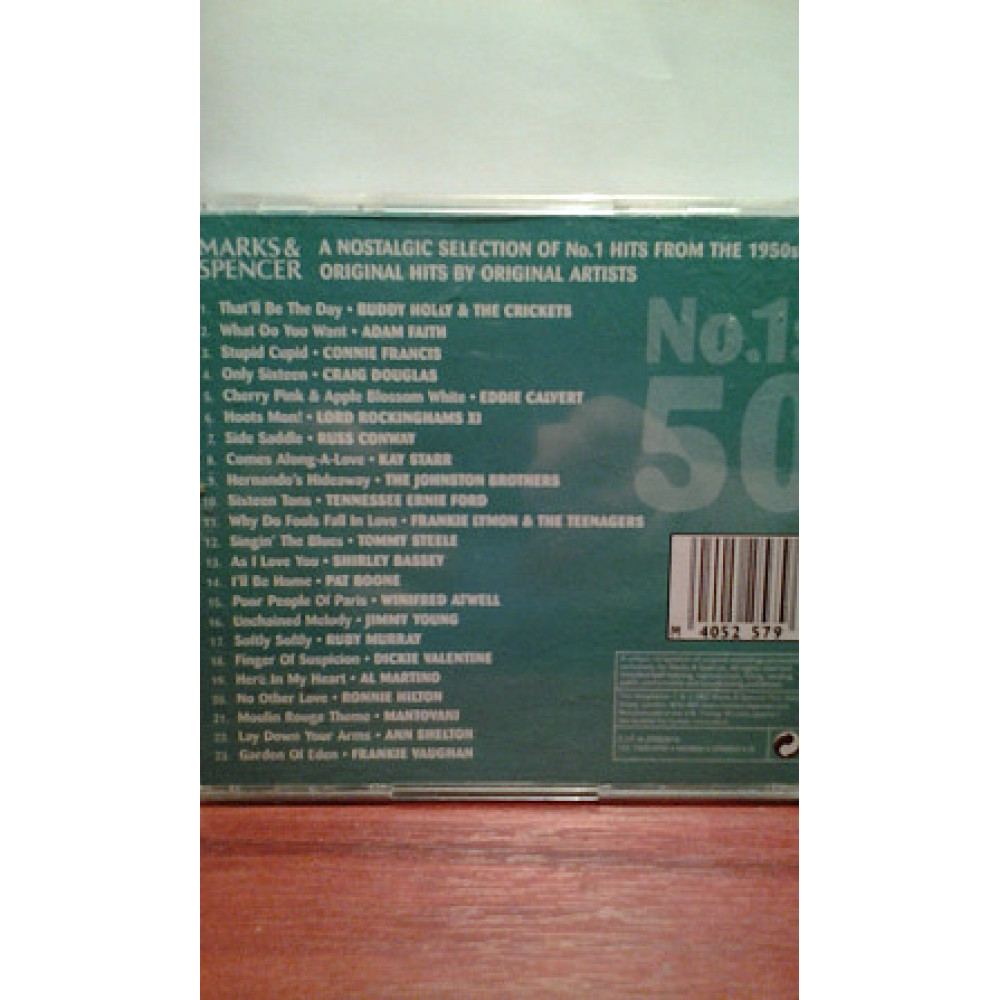 MARKS &
SPENCER
A NOSTALGIC SELECTION OF No.1 HITS FROM THE 1950s
ORIGINAL HITS BY ORIGINAL ARTISTS
No.1s
50
1. That'll Be The Day • BUDDY HOLLY & THE CRICKETS
2. What Do You Want • ADAM FAITH
3. Stupid Cupid • CONNIE FRANCIS
4. Only Sixteen • CRAIG DOUGLAS
5. Cherry Pink & Apple Blossom White • EDDIE CALVERT
6. Hoots Mon! • LORD ROCKINGHAMS XI
7. Side Saddle • RUSS CONWAY
8. Comes Along-A-Love • KAY STARR
9. Hernando's Hideaway • THE JOHNSTON BROTHERS
10. Sixteen Tons • TENNESSEE ERNIE FORD
11. Why Do Fools Fall In Love • FRANKIE LYMON & THE TEENAGERS
12. Singin' The Blues • TOMMY STEELE
13. As I Love You • SHIRLEY BASSEY
14. I'll Be Home • PAT BOONE
15. Poor People Of Paris • WINIFRED ATWELL
16. Unchained Melody • JIMMY YOUNG
17. Softly Softly • RUBY MURRAY
18. Finger Of Suspicion • DICKIE VALENTINE
19. Here In My Heart • AL MARTINO
20. No Other Love • RONNIE HILTON
21. Moulin Rouge Theme • MANTOVANI
22. Lay Down Your Arms • ANN SHELTON
23. Garden Of Eden • FRANKIE VAUGHAN
4052 579